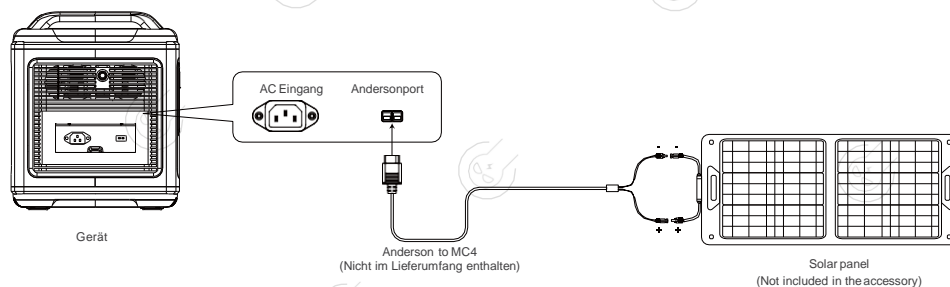 AC Eingang
Andersonport
- -
+ +
Gerät
Anderson to MC4
(Nicht im Lieferumfang enthalten)
Solar panel
(Not included in the accessory)